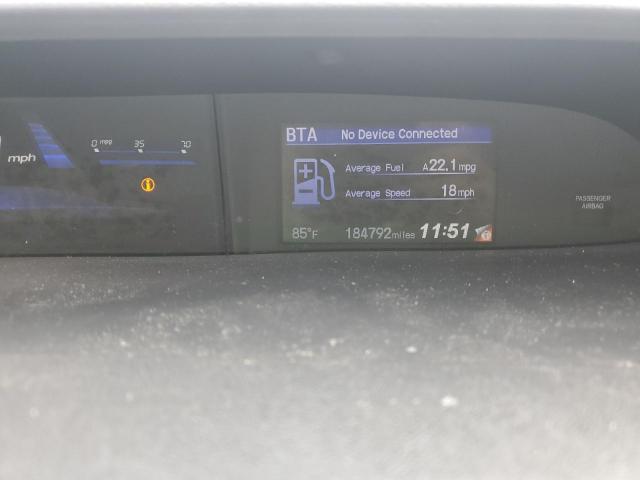 mph
0 mpg 35 70
BTA No Device Connected
Average Fuel A22.1 mpg
Average Speed 18 mph
85°F 184792 miles 11:51
PASSENGER
AIRBAG